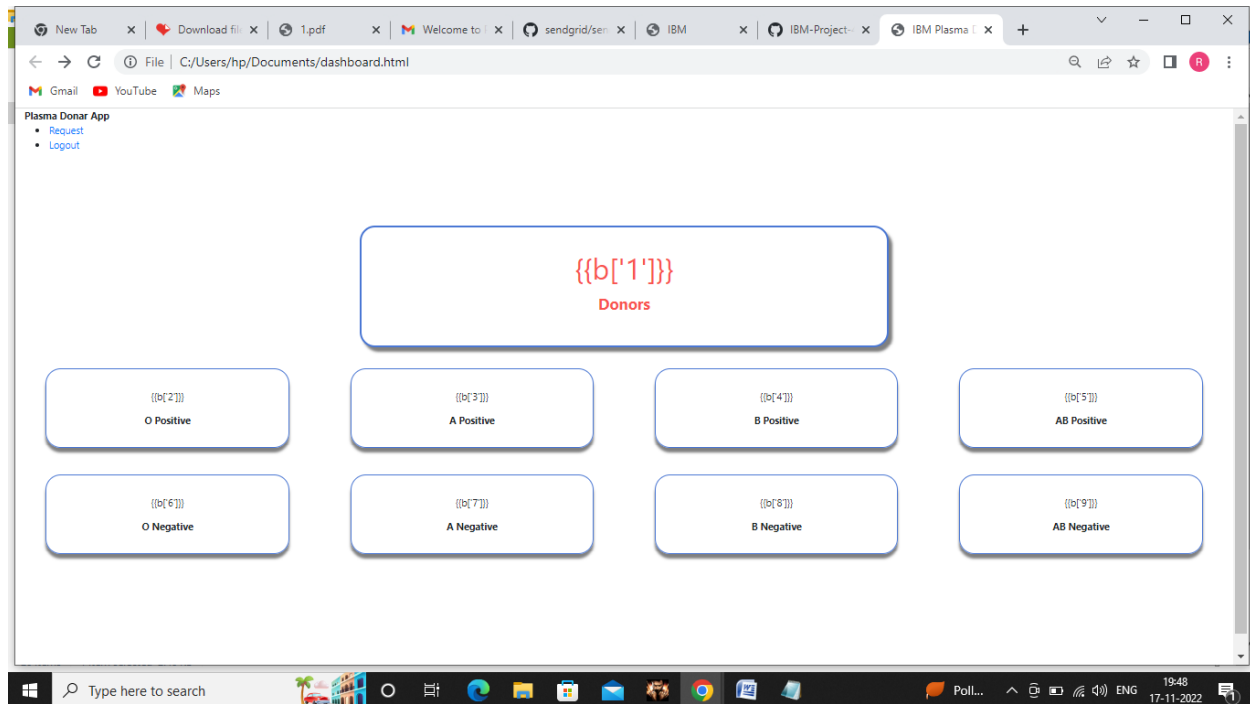 New Tab
Download fil
1.pdf
Welcome to
sendgrid/sen
IBM
IBM-Project-
IBM Plasma D
File | C:/Users/hp/Documents/dashboard.html
R
Gmail
YouTube
Maps
Plasma Donar App
Request
Logout
{{b['1']}}
Donors
{{b['2']}}
O Positive
{{b['3']}}
A Positive
{{b['4']}}
B Positive
{{b['5']}}
AB Positive
{{b['6']}}
O Negative
{{b['7']}}
A Negative
{{b['8']}}
B Negative
{{b['9']}}
AB Negative
Type here to search
Poll...
ENG
19:48
17-11-2022